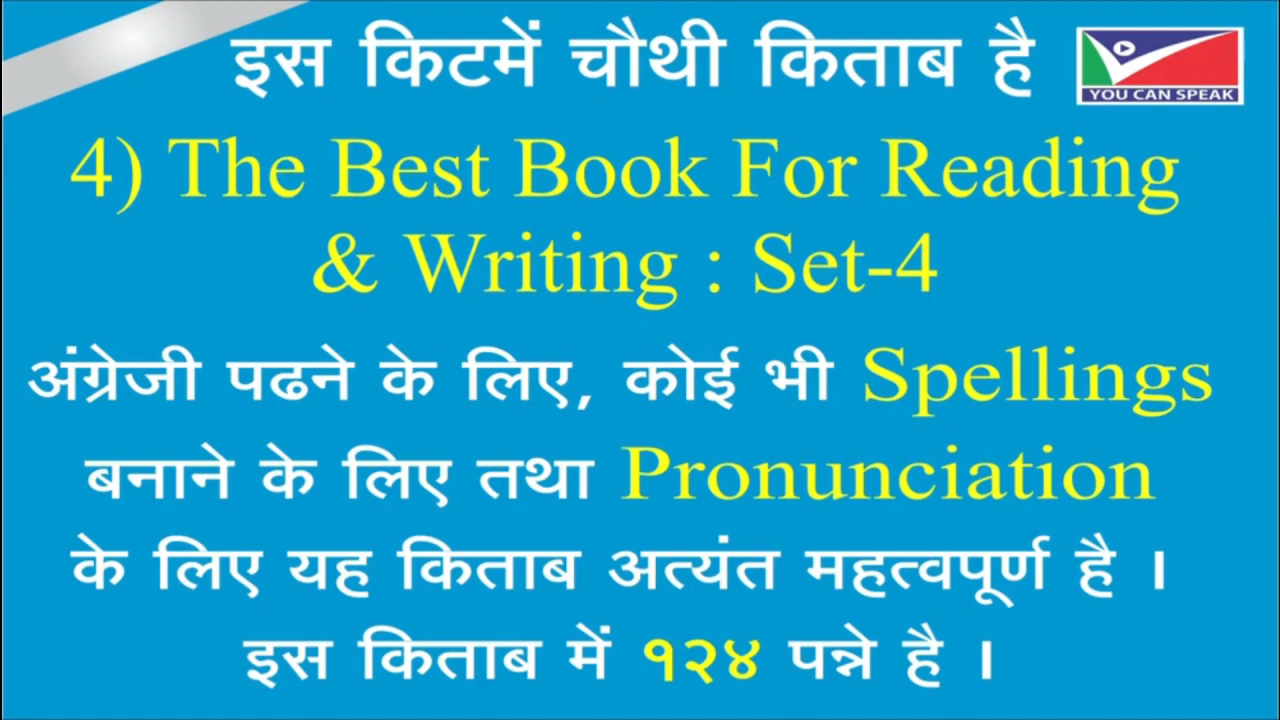 इस किटमें चौथी किताब है
YOU CAN SPEAK
4) The Best Book For Reading
& Writing : Set-4
अंग्रेजी पढने के लिए, कोई भी Spellings
बनाने के लिए तथा Pronunciation
के लिए यह किताब अत्यंत महत्वपूर्ण है ।
इस किताब में १२४ पन्ने है ।